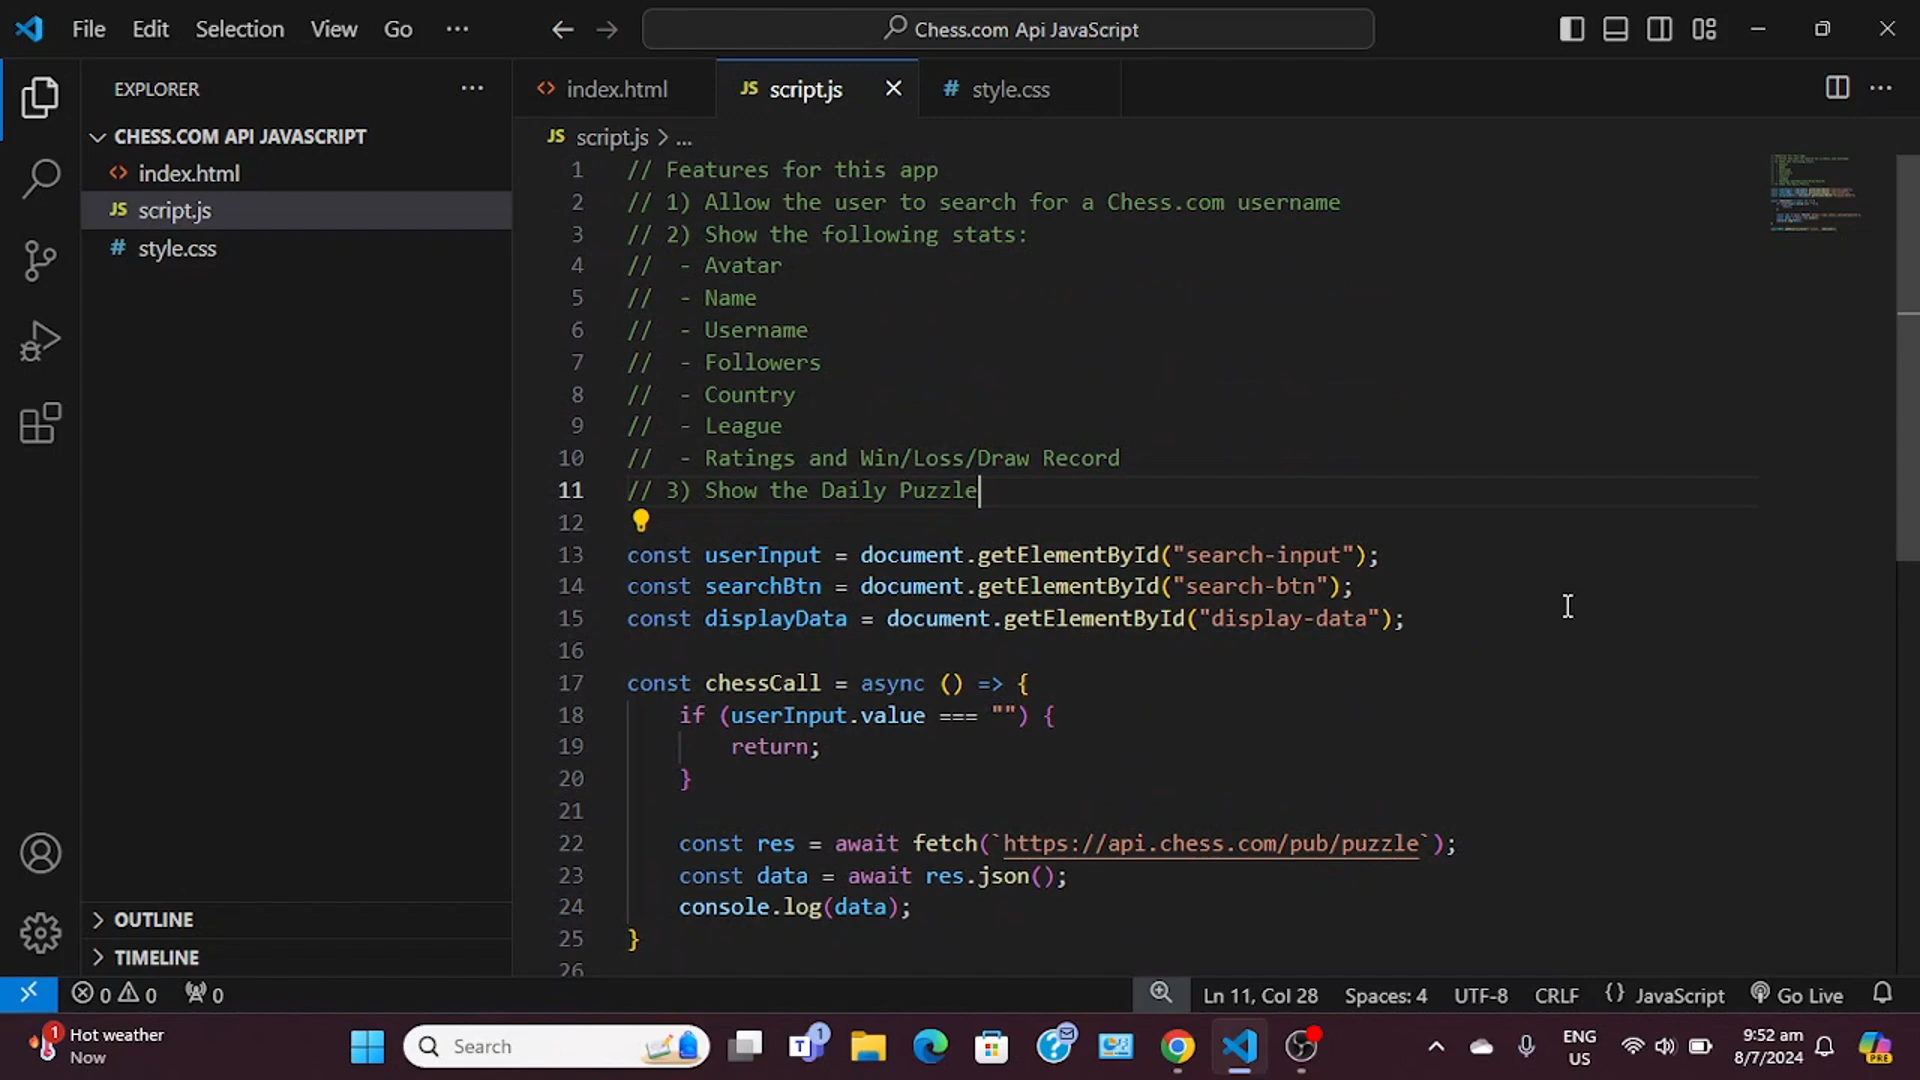 File Edit Selection View Go ··· Chess.com Api JavaScript
EXPLORER ···
CHESS.COM API JAVASCRIPT
<> index.html
JS script.js
# style.css
OUTLINE
TIMELINE
<> index.html JS script.js # style.css ···
JS script.js > ...
1 // Features for this app
2 // 1) Allow the user to search for a Chess.com username
3 // 2) Show the following stats:
4 //  - Avatar
5 //  - Name
6 //  - Username
7 //  - Followers
8 //  - Country
9 //  - League
10 //  - Ratings and Win/Loss/Draw Record
11 // 3) Show the Daily Puzzle
12
13 const userInput = document.getElementById("search-input");
14 const searchBtn = document.getElementById("search-btn");
15 const displayData = document.getElementById("display-data");
16
17 const chessCall = async () => {
18     if (userInput.value === "") {
19         return;
20     }
21
22     const res = await fetch(`https://api.chess.com/pub/puzzle`);
23     const data = await res.json();
24     console.log(data);
25 }
26
0 0 0 Ln 11, Col 28 Spaces: 4 UTF-8 CRLF {} JavaScript Go Live
1 Hot weather
Now
Search
T 1
PRE
ENG
US
9:52 am
8/7/2024